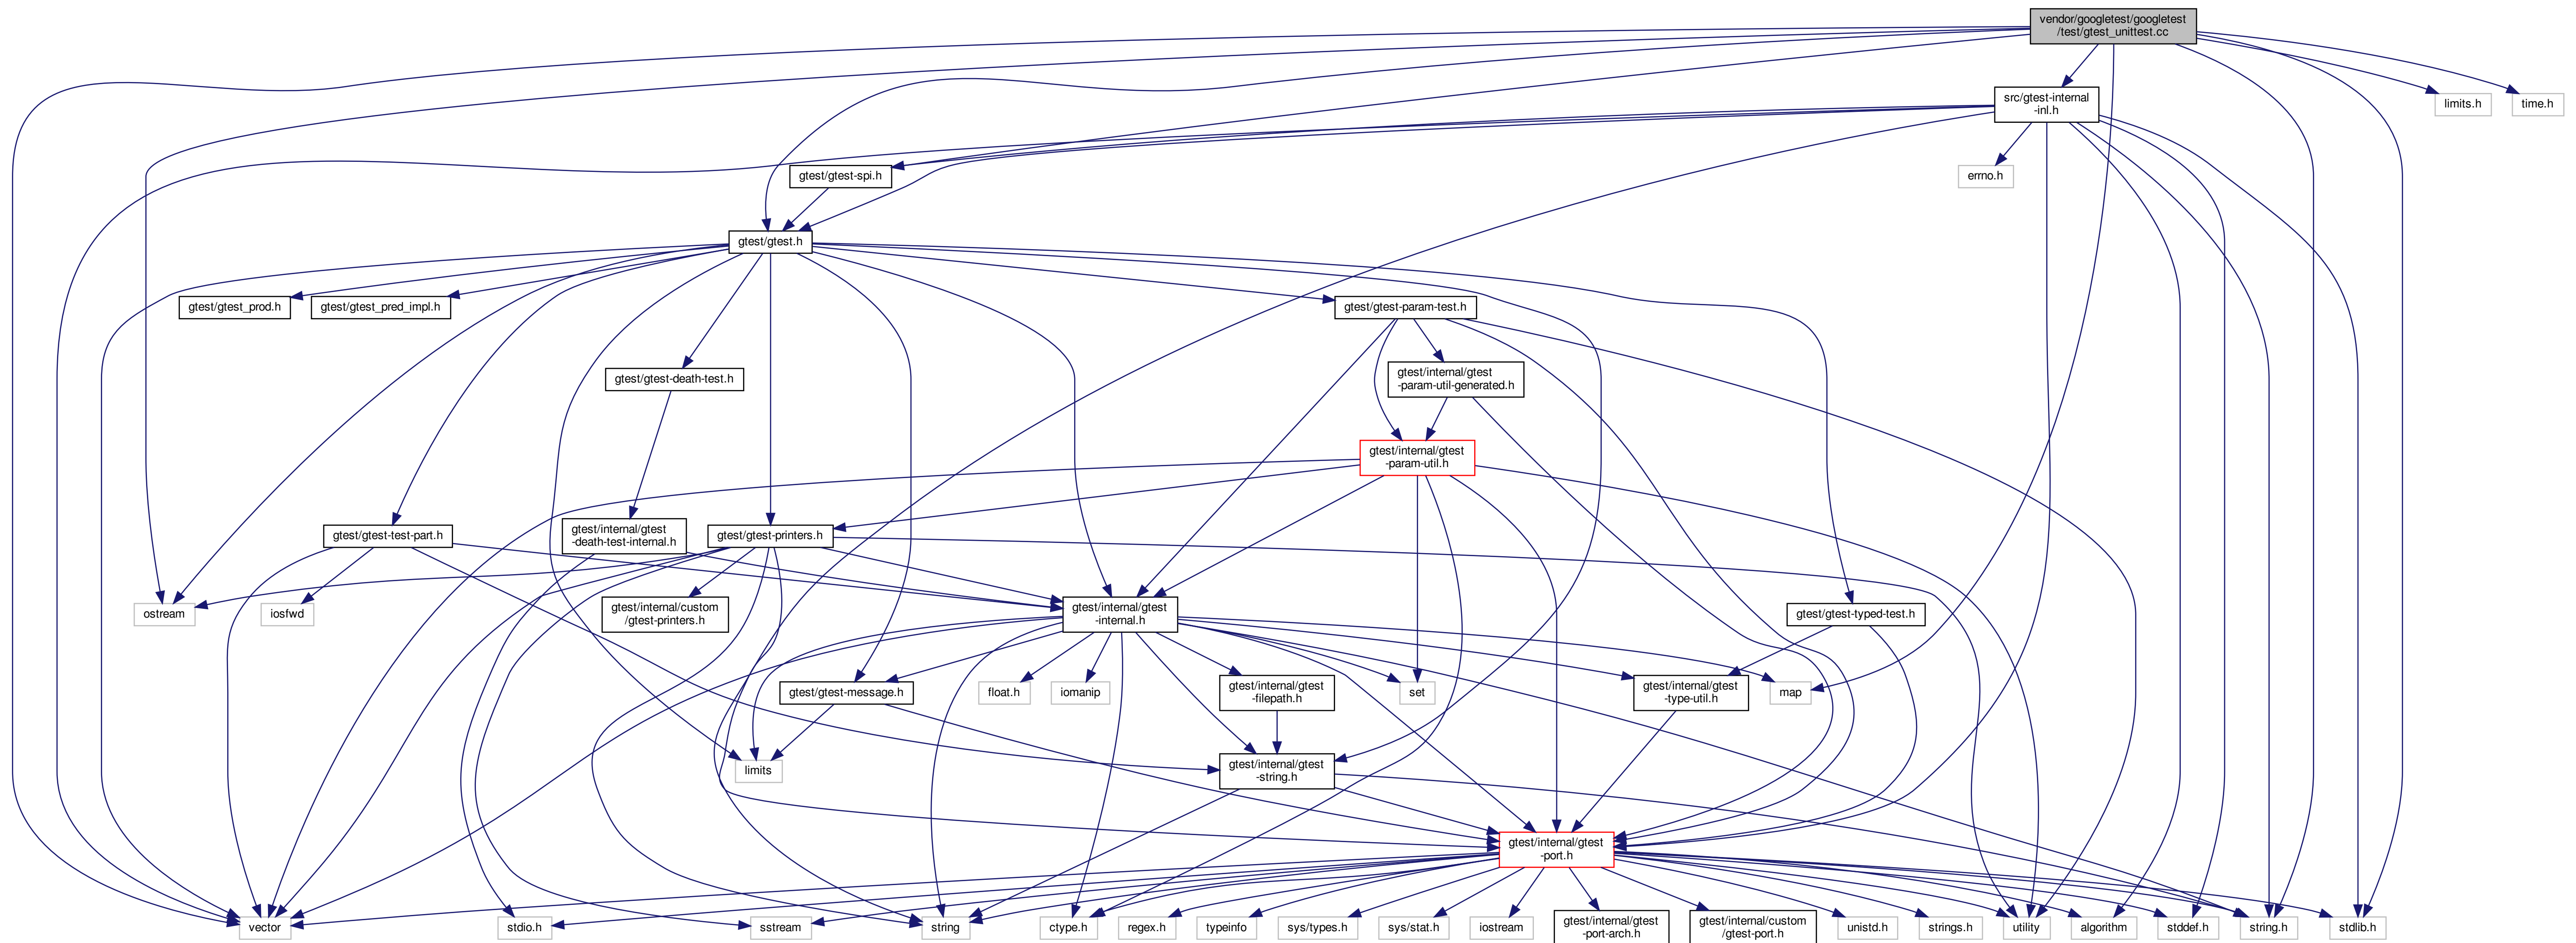 vendor/googletest/googletest
/test/gtest_unittest.cc
src/gtest-internal
-inl.h
limits.h
time.h
gtest/gtest-spi.h
errno.h
gtest/gtest.h
gtest/gtest_prod.h
gtest/gtest_pred_impl.h
gtest/gtest-param-test.h
gtest/gtest-death-test.h
gtest/internal/gtest
-param-util-generated.h
gtest/internal/gtest
-param-util.h
gtest/gtest-test-part.h
gtest/internal/gtest
-death-test-internal.h
gtest/gtest-printers.h
ostream
iosfwd
gtest/internal/custom
/gtest-printers.h
gtest/internal/gtest
-internal.h
gtest/gtest-typed-test.h
gtest/gtest-message.h
float.h
iomanip
gtest/internal/gtest
-filepath.h
set
gtest/internal/gtest
-type-util.h
map
limits
gtest/internal/gtest
-string.h
gtest/internal/gtest
-port.h
vector
stdio.h
sstream
string
ctype.h
regex.h
typeinfo
sys/types.h
sys/stat.h
iostream
gtest/internal/gtest
-port-arch.h
gtest/internal/custom
/gtest-port.h
unistd.h
strings.h
utility
algorithm
stddef.h
string.h
stdlib.h